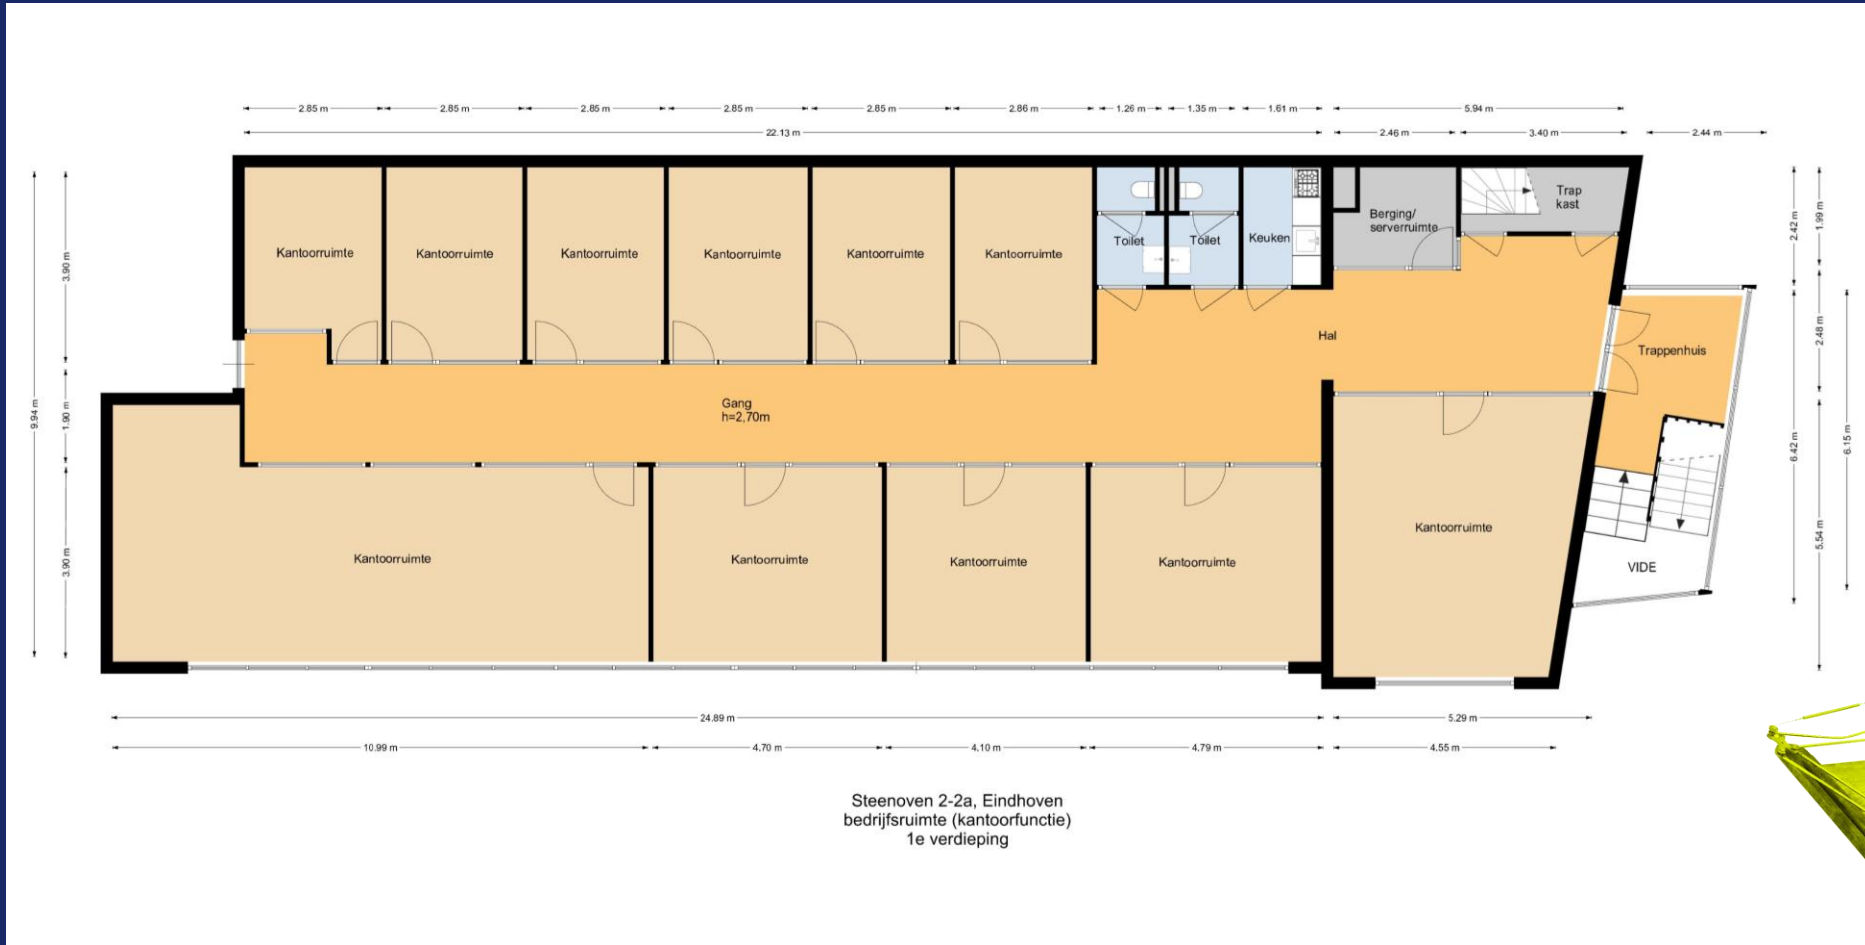 2.85 m 2.85 m 2.85 m 2.85 m 2.85 m 2.86 m 1.26 m 1.35 m 1.61 m 5.94 m
22.13 m 2.46 m 3.40 m 2.44 m
9.94 m
3.90 m
1.90 m
3.90 m
Kantoorruimte
Kantoorruimte
Kantoorruimte
Kantoorruimte
Kantoorruimte
Kantoorruimte
Toilet
Toilet
Keuken
Berging/
serverruimte
Trap
kast
Hal
Trappenhuis
Gang
h=2,70m
Kantoorruimte
Kantoorruimte
Kantoorruimte
Kantoorruimte
Kantoorruimte
VIDE
2.42 m
1.99 m
2.48 m
6.42 m
5.54 m
6.15 m
24.89 m 5.29 m
10.99 m 4.70 m 4.10 m 4.79 m 4.55 m
Steenoven 2-2a, Eindhoven
bedrijfsruimte (kantoorfunctie)
1e verdieping